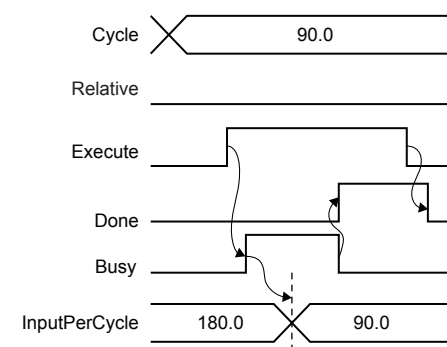 Cycle 90.0
Relative
Execute
Done
Busy
InputPerCycle 180.0 90.0